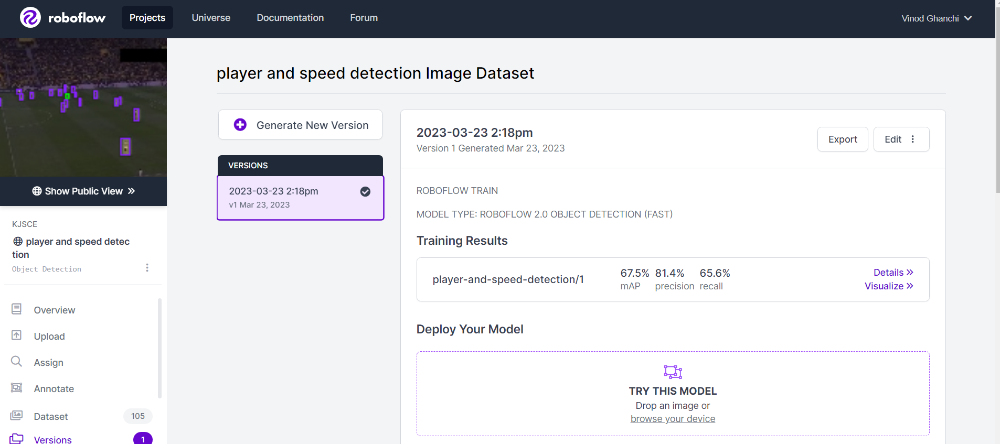 roboflow
Projects
Universe
Documentation
Forum
Vinod Ghanchi
Show Public View
KJSCE
player and speed detec
tion
Object Detection
Overview
Upload
Assign
Annotate
Dataset 105
Versions 1
player and speed detection Image Dataset
Generate New Version
VERSIONS
2023-03-23 2:18pm
v1 Mar 23, 2023
2023-03-23 2:18pm
Version 1 Generated Mar 23, 2023
Export
Edit
ROBOFLOW TRAIN
MODEL TYPE: ROBOFLOW 2.0 OBJECT DETECTION (FAST)
Training Results
player-and-speed-detection/1
67.5% 81.4% 65.6%
mAP precision recall
Details
Visualize
Deploy Your Model
TRY THIS MODEL
Drop an image or
browse your device